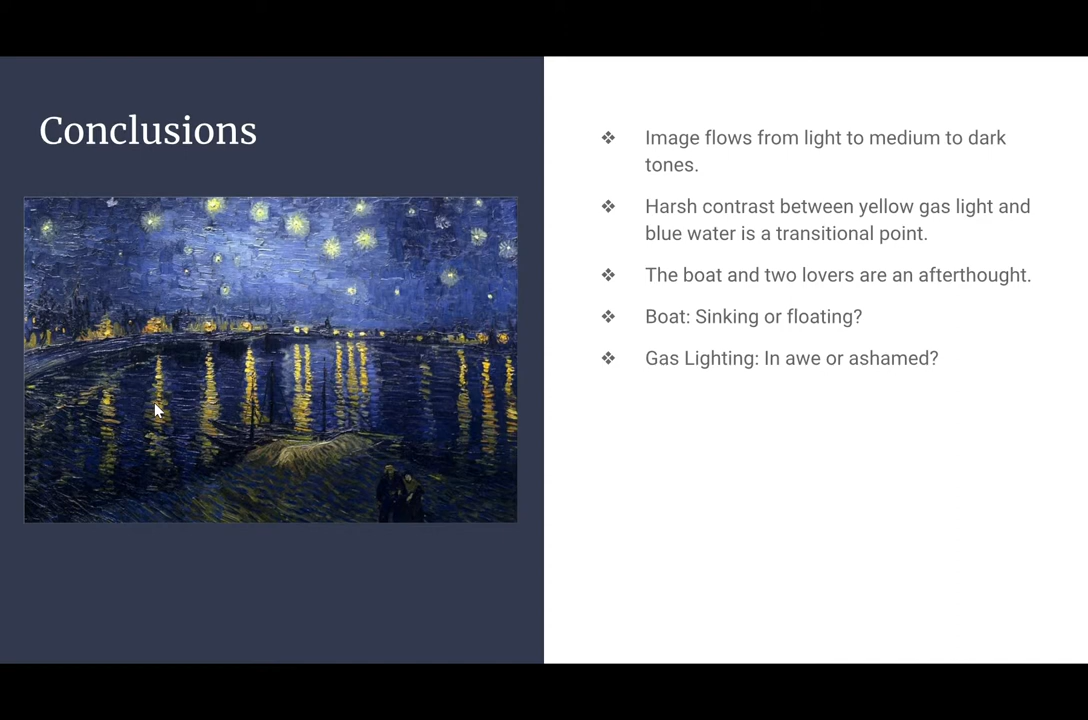 Conclusions
❖ Image flows from light to medium to dark
tones.
❖ Harsh contrast between yellow gas light and
blue water is a transitional point.
❖ The boat and two lovers are an afterthought.
❖ Boat: Sinking or floating?
❖ Gas Lighting: In awe or ashamed?